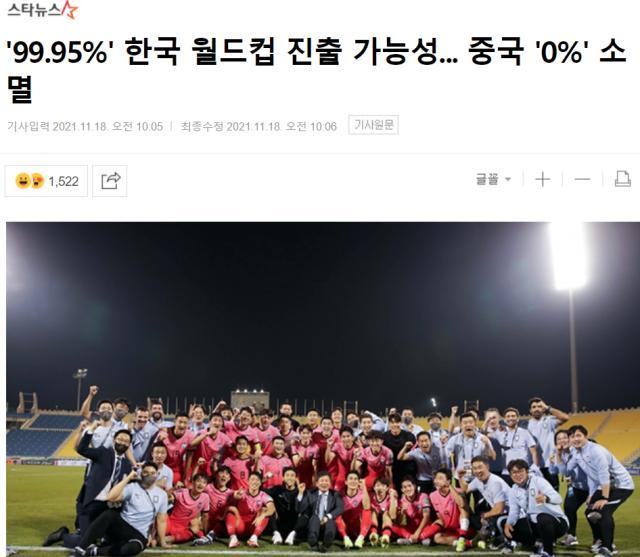 스타뉴스
'99.95%' 한국 월드컵 진출 가능성... 중국 '0%' 소
멸
기사입력 2021.11.18. 오전 10:05 | 최종수정 2021.11.18. 오전 10:06 기사원문
1,522
글꼴